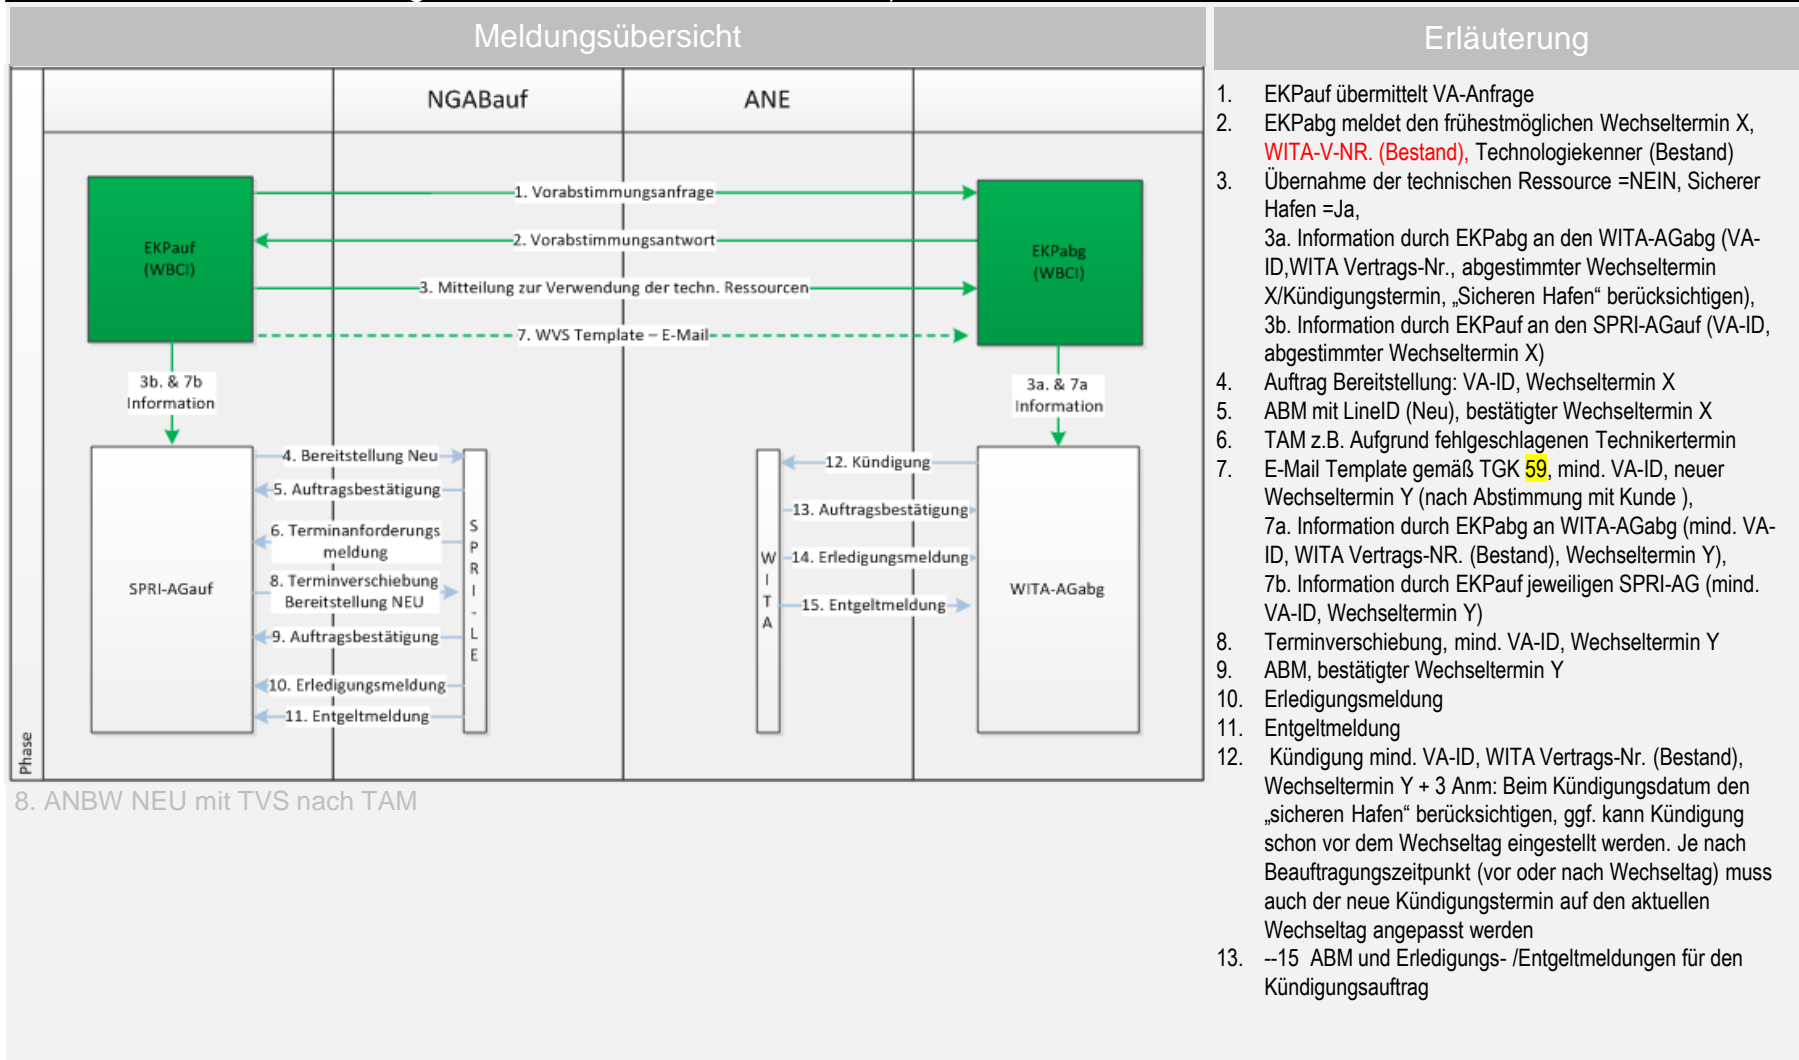 Meldungsübersicht
Erläuterung
NGABauf
ANE
1. Vorabstimmungsanfrage
2. Vorabstimmungsantwort
3. Mitteilung zur Verwendung der techn. Ressourcen
7. WVS Template – E-Mail
EKPauf
(WBCI)
EKPabg
(WBCI)
3b. & 7b
Information
3a. & 7a
Information
4. Bereitstellung Neu
5. Auftragsbestätigung
6. Terminanforderungs
meldung
8. Terminverschiebung
Bereitstellung NEU
9. Auftragsbestätigung
10. Erledigungsmeldung
11. Entgeltmeldung
SPRI-AGauf
SPRI-LE
12. Kündigung
13. Auftragsbestätigung
14. Erledigungsmeldung
15. Entgeltmeldung
WITA
WITA-AGabg
Phase
8. ANBW NEU mit TVS nach TAM
1. EKPauf übermittelt VA-Anfrage
2. EKPabg meldet den frühestmöglichen Wechseltermin X,
WITA-V-NR. (Bestand), Technologiekenner (Bestand)
3. Übernahme der technischen Ressource =NEIN, Sicherer
Hafen =Ja,
3a. Information durch EKPabg an den WITA-AGabg (VA-
ID,WITA Vertrags-Nr., abgestimmter Wechseltermin
X/Kündigungstermin, „Sicheren Hafen“ berücksichtigen),
3b. Information durch EKPauf an den SPRI-AGauf (VA-ID,
abgestimmter Wechseltermin X)
4. Auftrag Bereitstellung: VA-ID, Wechseltermin X
5. ABM mit LineID (Neu), bestätigter Wechseltermin X
6. TAM z.B. Aufgrund fehlgeschlagenen Technikertermin
7. E-Mail Template gemäß TGK 59, mind. VA-ID, neuer
Wechseltermin Y (nach Abstimmung mit Kunde ),
7a. Information durch EKPabg an WITA-AGabg (mind. VA-
ID, WITA Vertrags-NR. (Bestand), Wechseltermin Y),
7b. Information durch EKPauf jeweiligen SPRI-AG (mind.
VA-ID, Wechseltermin Y)
8. Terminverschiebung, mind. VA-ID, Wechseltermin Y
9. ABM, bestätigter Wechseltermin Y
10. Erledigungsmeldung
11. Entgeltmeldung
12. Kündigung mind. VA-ID, WITA Vertrags-Nr. (Bestand),
Wechseltermin Y + 3 Anm: Beim Kündigungsdatum den
„sicheren Hafen“ berücksichtigen, ggf. kann Kündigung
schon vor dem Wechseltag eingestellt werden. Je nach
Beauftragungszeitpunkt (vor oder nach Wechseltag) muss
auch der neue Kündigungstermin auf den aktuellen
Wechseltag angepasst werden
13. --15 ABM und Erledigungs- /Entgeltmeldungen für den
Kündigungsauftrag